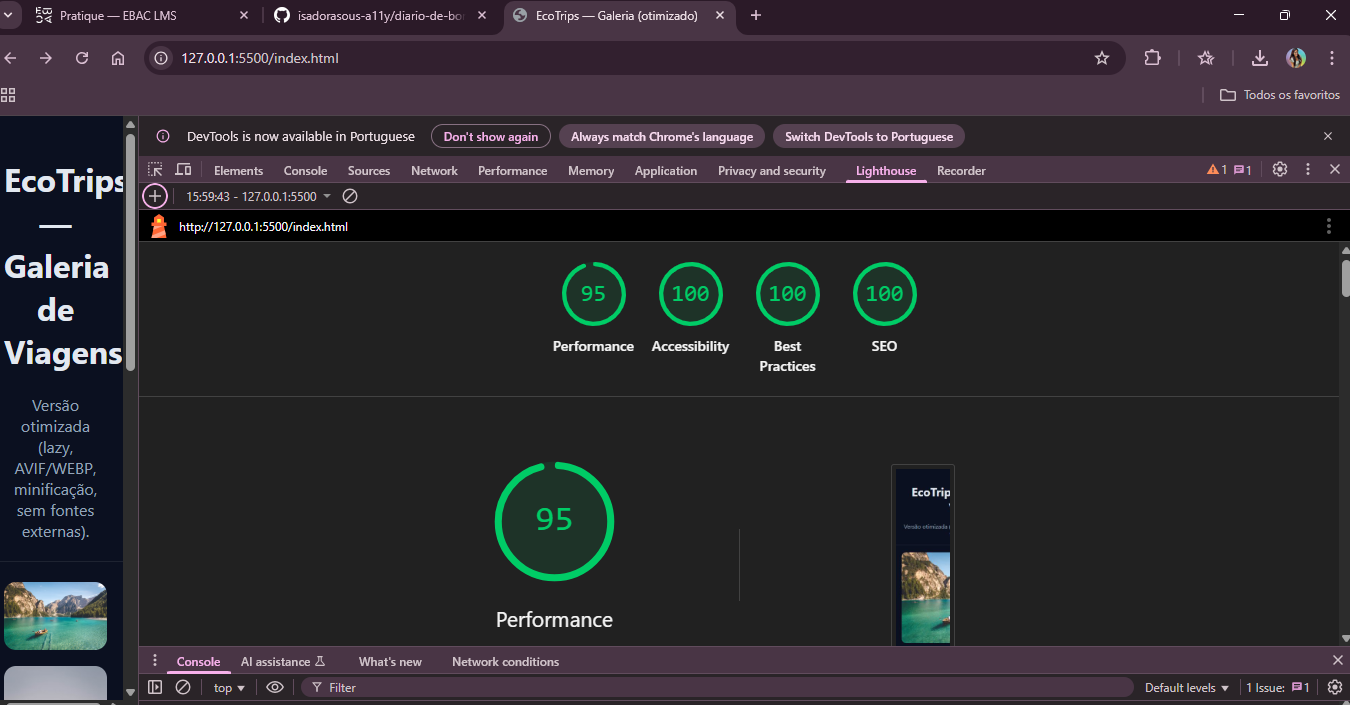 Pratique — EBAC LMS
isadorasous-a11y/diario-de-bor
EcoTrips — Galeria (otimizado)
127.0.0.1:5500/index.html
Todos os favoritos
EcoTrips
—
Galeria
de
Viagens
Versão
otimizada
(lazy,
AVIF/WEBP,
minificação,
sem fontes
externas).
DevTools is now available in Portuguese
Don't show again
Always match Chrome's language
Switch DevTools to Portuguese
Elements
Console
Sources
Network
Performance
Memory
Application
Privacy and security
Lighthouse
Recorder
1
1
15:59:43 - 127.0.0.1:5500
http://127.0.0.1:5500/index.html
95
100
100
100
Performance
Accessibility
Best
Practices
SEO
95
Performance
EcoTrip
Versão otimizada
Console
AI assistance
What's new
Network conditions
top
Filter
Default levels
1 Issue:
1